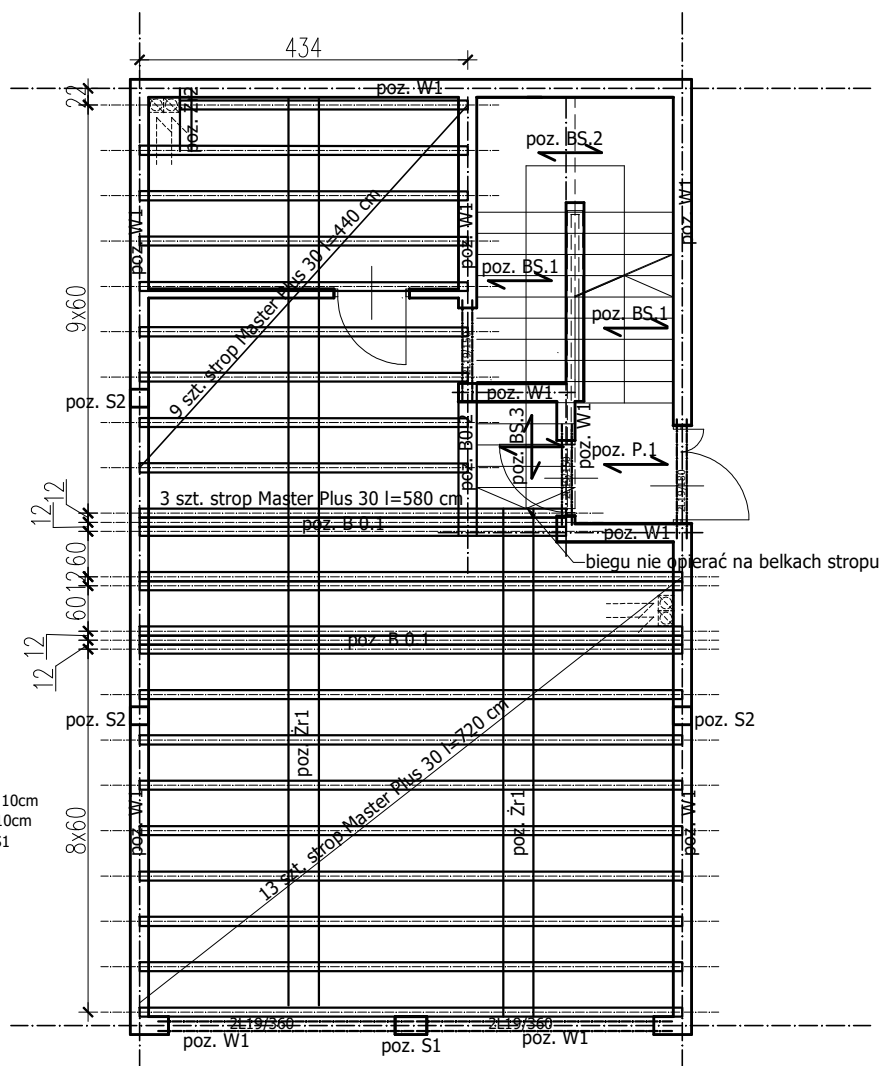 434
poz. W1
22
poz. Żr2
poz. BS.2
poz. W1
poz. W1
poz. W1
poz. BS.1
9x60
9 szt. strop Master Plus 30 l=440 cm
poz. BS.1
poz. S2
poz. W1
poz. B0.2
poz. BS.3
poz. W1
poz. P.1
2L19/180
12
12
3 szt. strop Master Plus 30 l=580 cm
poz. B 0.1
poz. W1
60
biegu nie opierać na belkach stropu
12
60
12
12
poz. B 0.1
poz. S2
poz. Żr1
13 szt. strop Master Plus 30 l=720 cm
poz. S2
10cm
10cm
8x60
poz. W1
poz. Żr1
poz. W1
2L19/360
2L19/360
poz. W1
poz. S1
poz. W1